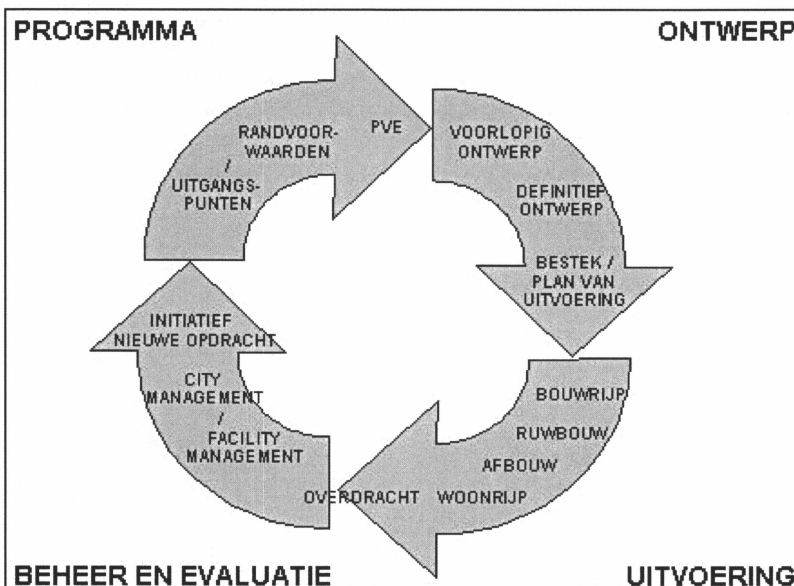 PROGRAMMA
ONTWERP
RANDVOOR-
WAARDEN
/
UITGANGS-
PUNTEN
PVE
VOORLOPIG
ONTWERP
DEFINITIEF
ONTWERP
BESTEK /
PLAN VAN
UITVOERING
BOUWRIJP
RUWBOUW
AFBOUW
WOONRIJP
OVERDRACHT
INITIATIEF
NIEUWE OPDRACHT
CITY
MANAGEMENT
/
FACILITY
MANAGEMENT
BEHEER EN EVALUATIE
UITVOERING